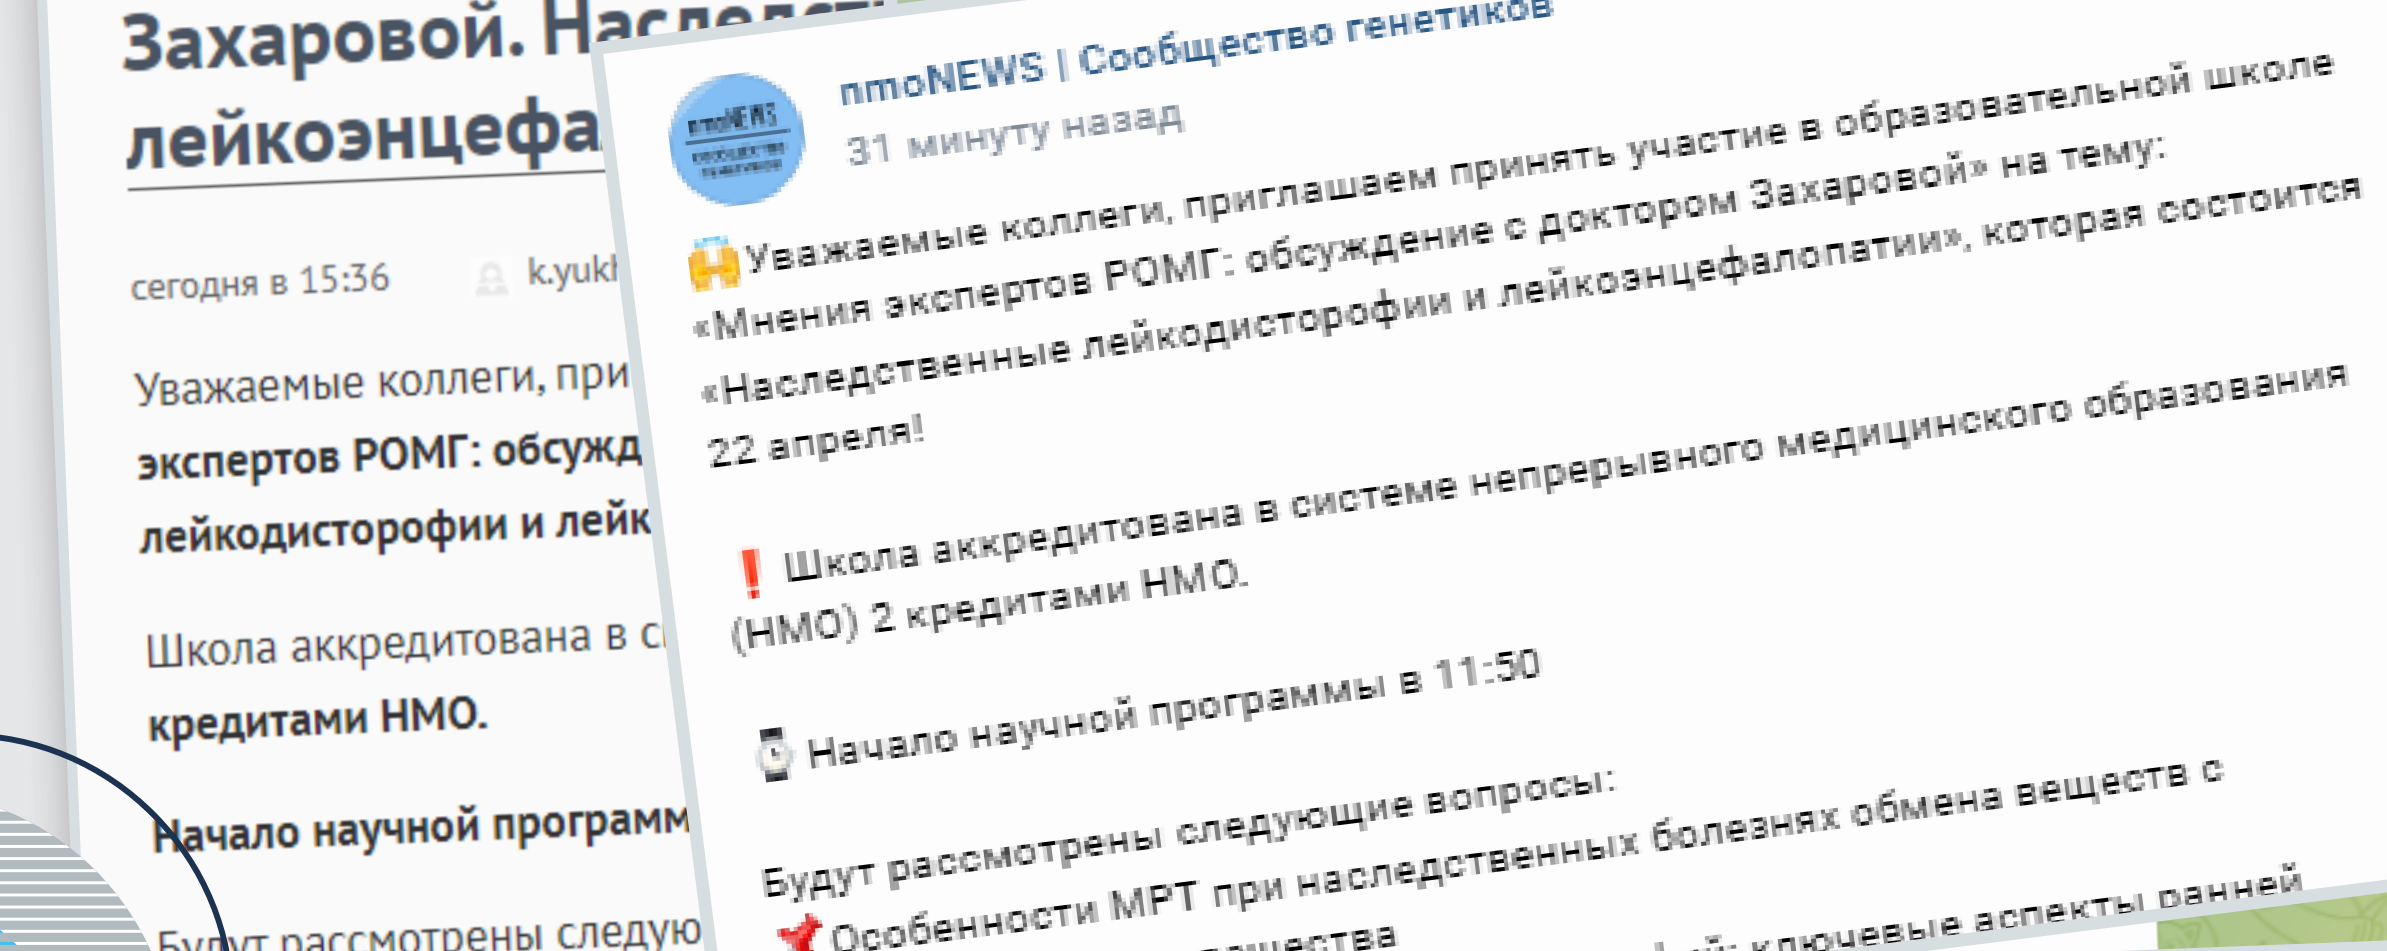 Захаровой. Наследст
лейкоэнцефа
сегодня в 15:36
k.yukh
Уважаемые коллеги, при
экспертов РОМГ: обсужд
лейкодисторофии и лейк
Школа аккредитована в с
кредитами НМО.
Начало научной программ
Будут рассмотрены следую
nmoNEWS | Сообщество генетиков
nmoNEWS
31 минуту назад
Уважаемые коллеги, приглашаем принять участие в образовательной школе
«Мнения экспертов РОМГ: обсуждение с доктором Захаровой» на тему:
«Наследственные лейкодисторофии и лейкоэнцефалопатии», которая состоится
22 апреля!
Школа аккредитована в системе непрерывного медицинского образования
(НМО) 2 кредитами НМО.
Начало научной программы в 11:50
Будут рассмотрены следующие вопросы:
Особенности МРТ при наследственных болезнях обмена веществ с
ключевые аспекты ранней